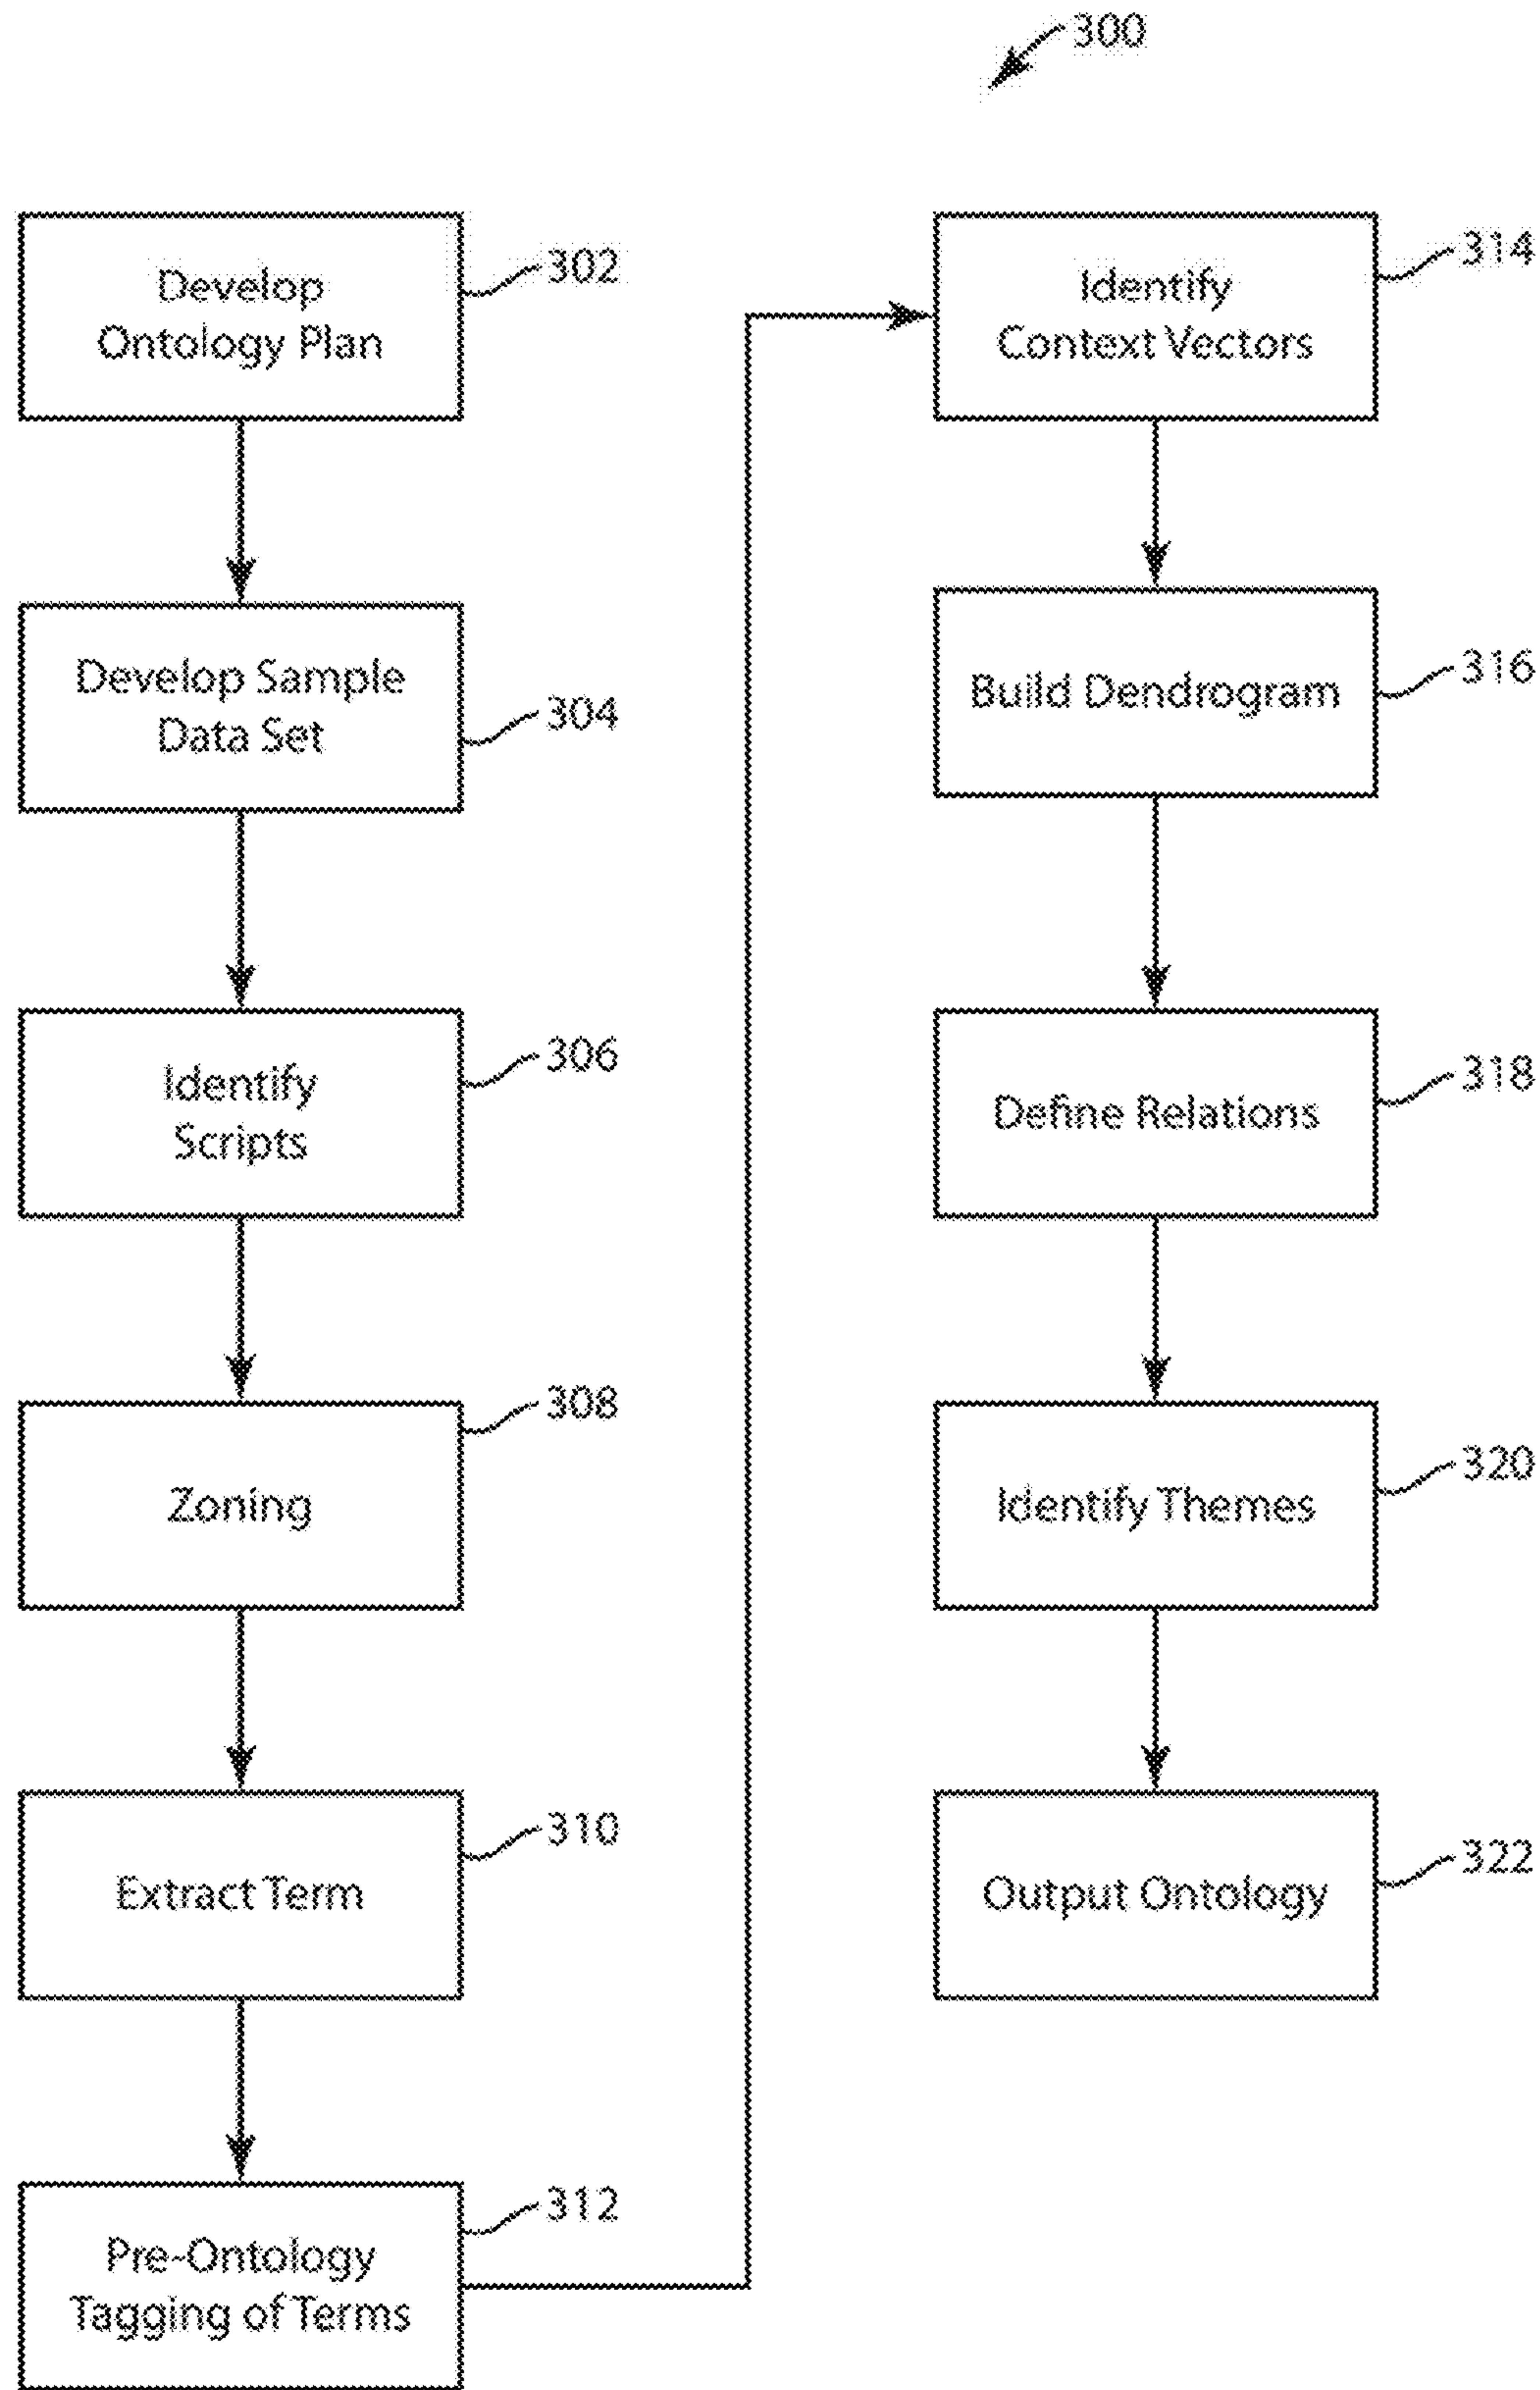 300
Develop
Ontology Plan
302
Develop Sample
Data Set
304
Identify
Scripts
306
Zoning
308
Extract Term
310
Pre-Ontology
Tagging of Terms
312
Identify
Context Vectors
314
Build Dendrogram
316
Define Relations
318
Identify Themes
320
Output Ontology
322